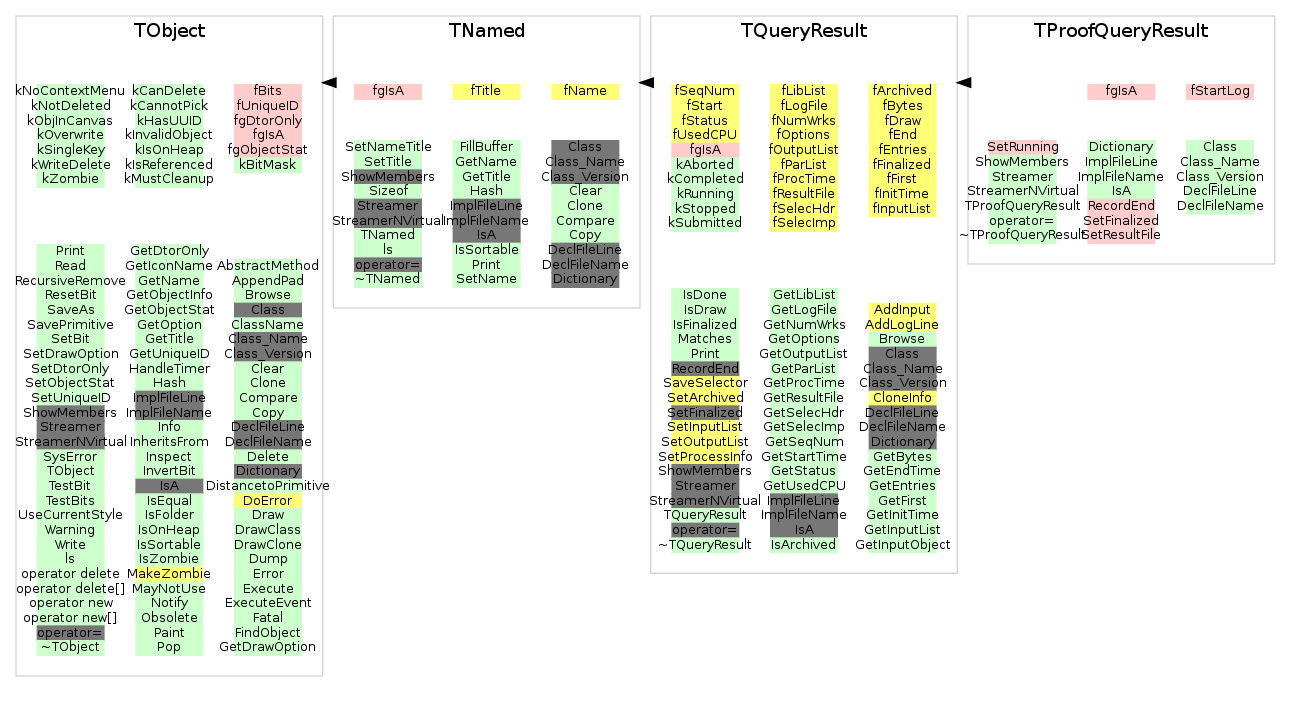 TObject
kNoContextMenu
kNotDeleted
kObjInCanvas
kOverwrite
kSingleKey
kWriteDelete
kZombie
kCanDelete
kCannotPick
kHasUUID
kInvalidObject
kIsOnHeap
kIsReferenced
kMustCleanup
fBits
fUniqueID
fgDtorOnly
fgIsA
fgObjectStat
kBitMask
Print
Read
RecursiveRemove
ResetBit
SaveAs
SavePrimitive
SetBit
SetDrawOption
SetDtorOnly
SetObjectStat
SetUniqueID
ShowMembers
Streamer
StreamerNVirtual
SysError
TObject
TestBit
TestBits
UseCurrentStyle
Warning
Write
ls
operator delete
operator delete[]
operator new
operator new[]
operator=
~TObject
GetDtorOnly
GetIconName
GetName
GetObjectInfo
GetObjectStat
GetOption
GetTitle
GetUniqueID
HandleTimer
Hash
ImplFileLine
ImplFileName
Info
InheritsFrom
Inspect
InvertBit
IsA
IsEqual
IsFolder
IsOnHeap
IsSortable
IsZombie
MakeZombie
MayNotUse
Notify
Obsolete
Paint
Pop
AbstractMethod
AppendPad
Browse
Class
ClassName
Class_Name
Class_Version
Clear
Clone
Compare
Copy
DeclFileLine
DeclFileName
Delete
Dictionary
DistancetoPrimitive
DoError
Draw
DrawClass
DrawClone
Dump
Error
Execute
ExecuteEvent
Fatal
FindObject
GetDrawOption
TNamed
fgIsA
fTitle
fName
SetNameTitle
SetTitle
ShowMembers
Sizeof
Streamer
StreamerNVirtual
TNamed
ls
operator=
~TNamed
FillBuffer
GetName
GetTitle
Hash
ImplFileLine
ImplFileName
IsA
IsSortable
Print
SetName
Class
Class_Name
Class_Version
Clear
Clone
Compare
Copy
DeclFileLine
DeclFileName
Dictionary
TQueryResult
fSeqNum
fStart
fStatus
fUsedCPU
fgIsA
kAborted
kCompleted
kRunning
kStopped
kSubmitted
fLibList
fLogFile
fNumWrks
fOptions
fOutputList
fParList
fProcTime
fResultFile
fSelecHdr
fSelecImp
fArchived
fBytes
fDraw
fEnd
fEntries
fFinalized
fFirst
fInitTime
fInputList
IsDone
IsDraw
IsFinalized
Matches
Print
RecordEnd
SaveSelector
SetArchived
SetFinalized
SetInputList
SetOutputList
SetProcessInfo
ShowMembers
Streamer
StreamerNVirtual
TQueryResult
operator=
~TQueryResult
GetLibList
GetLogFile
GetNumWrks
GetOptions
GetOutputList
GetParList
GetProcTime
GetResultFile
GetSelecHdr
GetSelecImp
GetSeqNum
GetStartTime
GetStatus
GetUsedCPU
ImplFileLine
ImplFileName
IsA
IsArchived
AddInput
AddLogLine
Browse
Class
Class_Name
Class_Version
CloneInfo
DeclFileLine
DeclFileName
Dictionary
GetBytes
GetEndTime
GetEntries
GetFirst
GetInitTime
GetInputList
GetInputObject
TProofQueryResult
fgIsA
fStartLog
SetRunning
ShowMembers
Streamer
StreamerNVirtual
TProofQueryResult
operator=
~TProofQueryResult
Dictionary
ImplFileLine
ImplFileName
IsA
RecordEnd
SetFinalized
SetResultFile
Class
Class_Name
Class_Version
DeclFileLine
DeclFileName